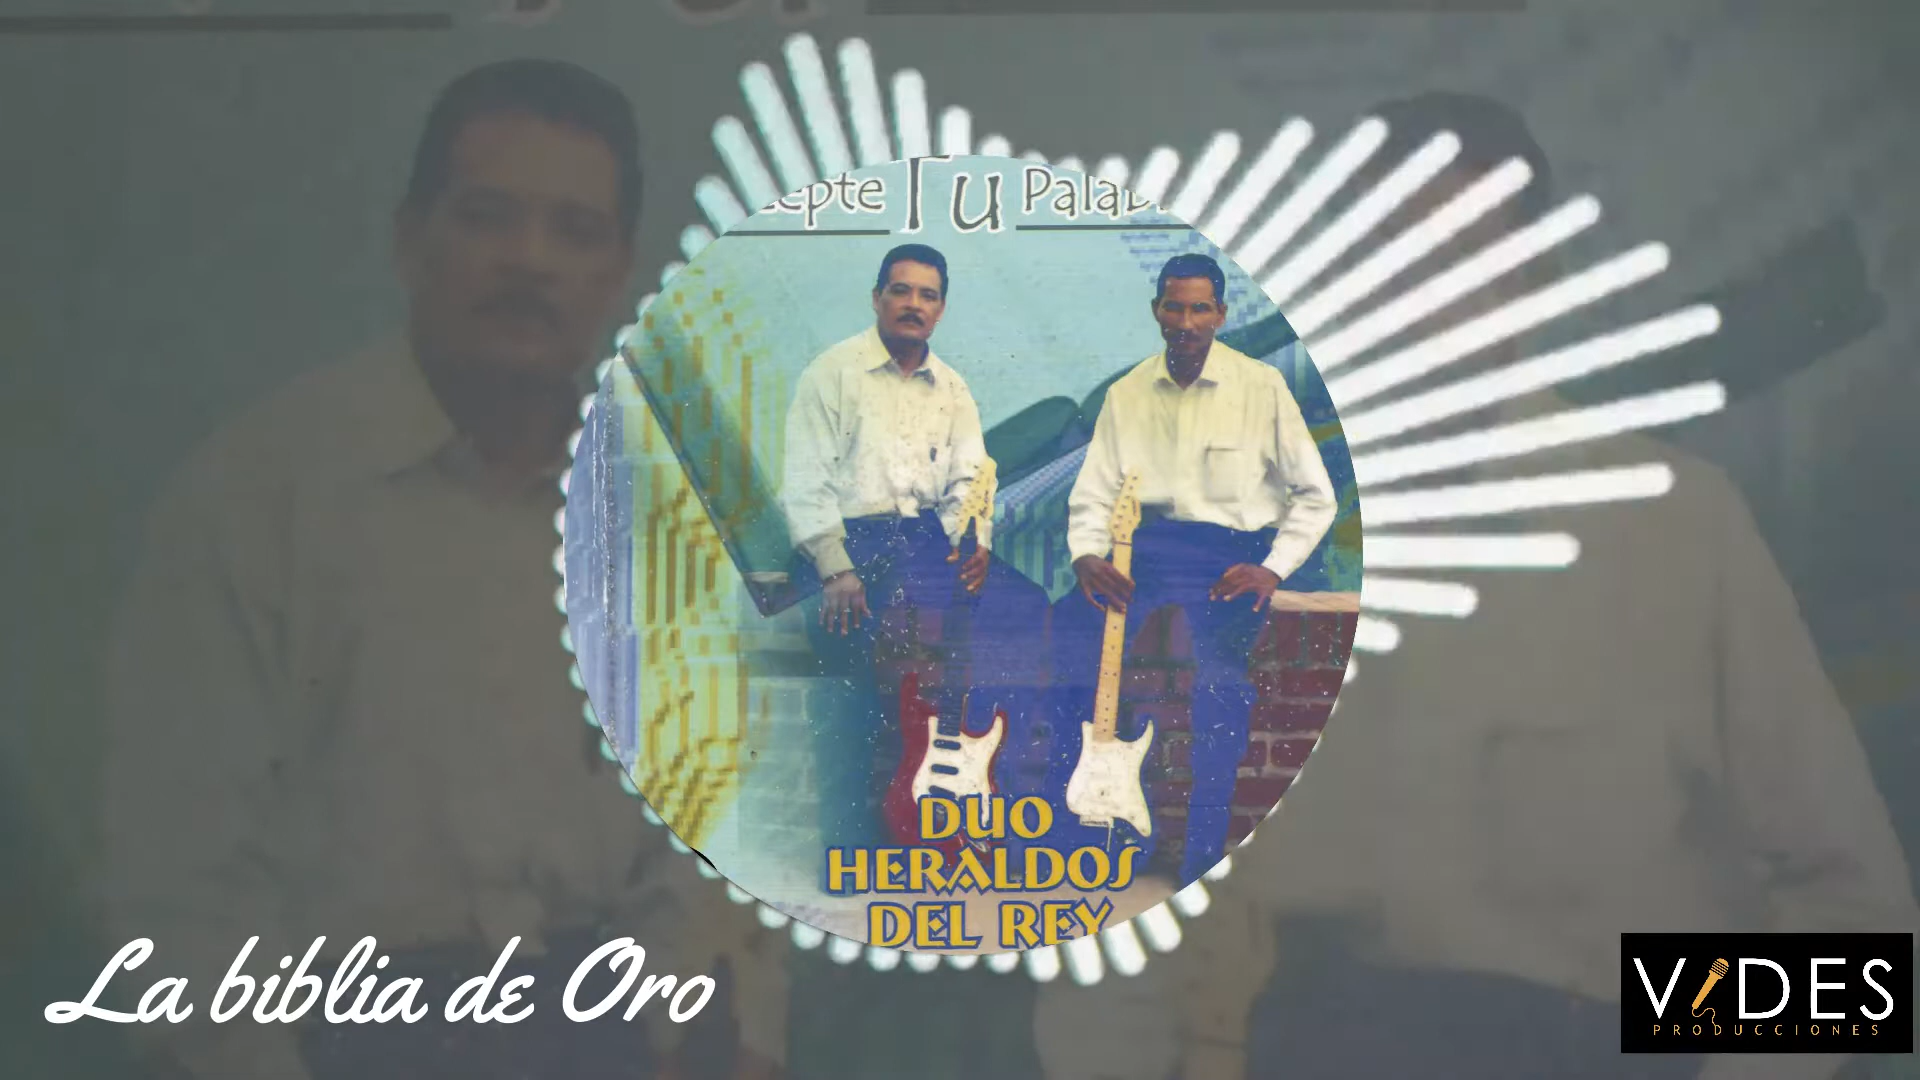 Tu
DUO
HERALDOS
DEL REY
La biblia de Oro
VIDES
PRODUCCIONES